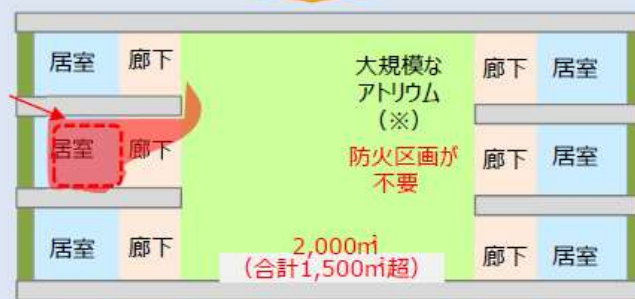 居室
廊下
大規模な
アトリウム
（※）
廊下
居室
居室
廊下
防火区画が
不要
廊下
居室
居室
廊下
2,000㎡
（合計1,500㎡超）
廊下
居室